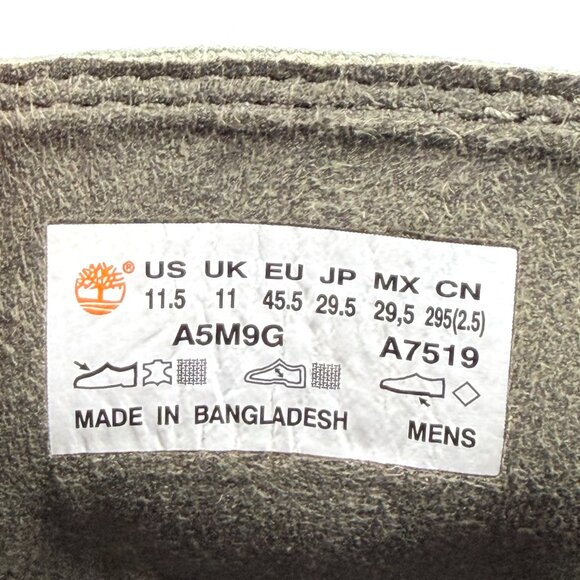 ® US UK EU JP MX CN
11.5 11 45.5 29.5 29,5 295(2.5)
A5M9G A7519
MADE IN BANGLADESH MENS